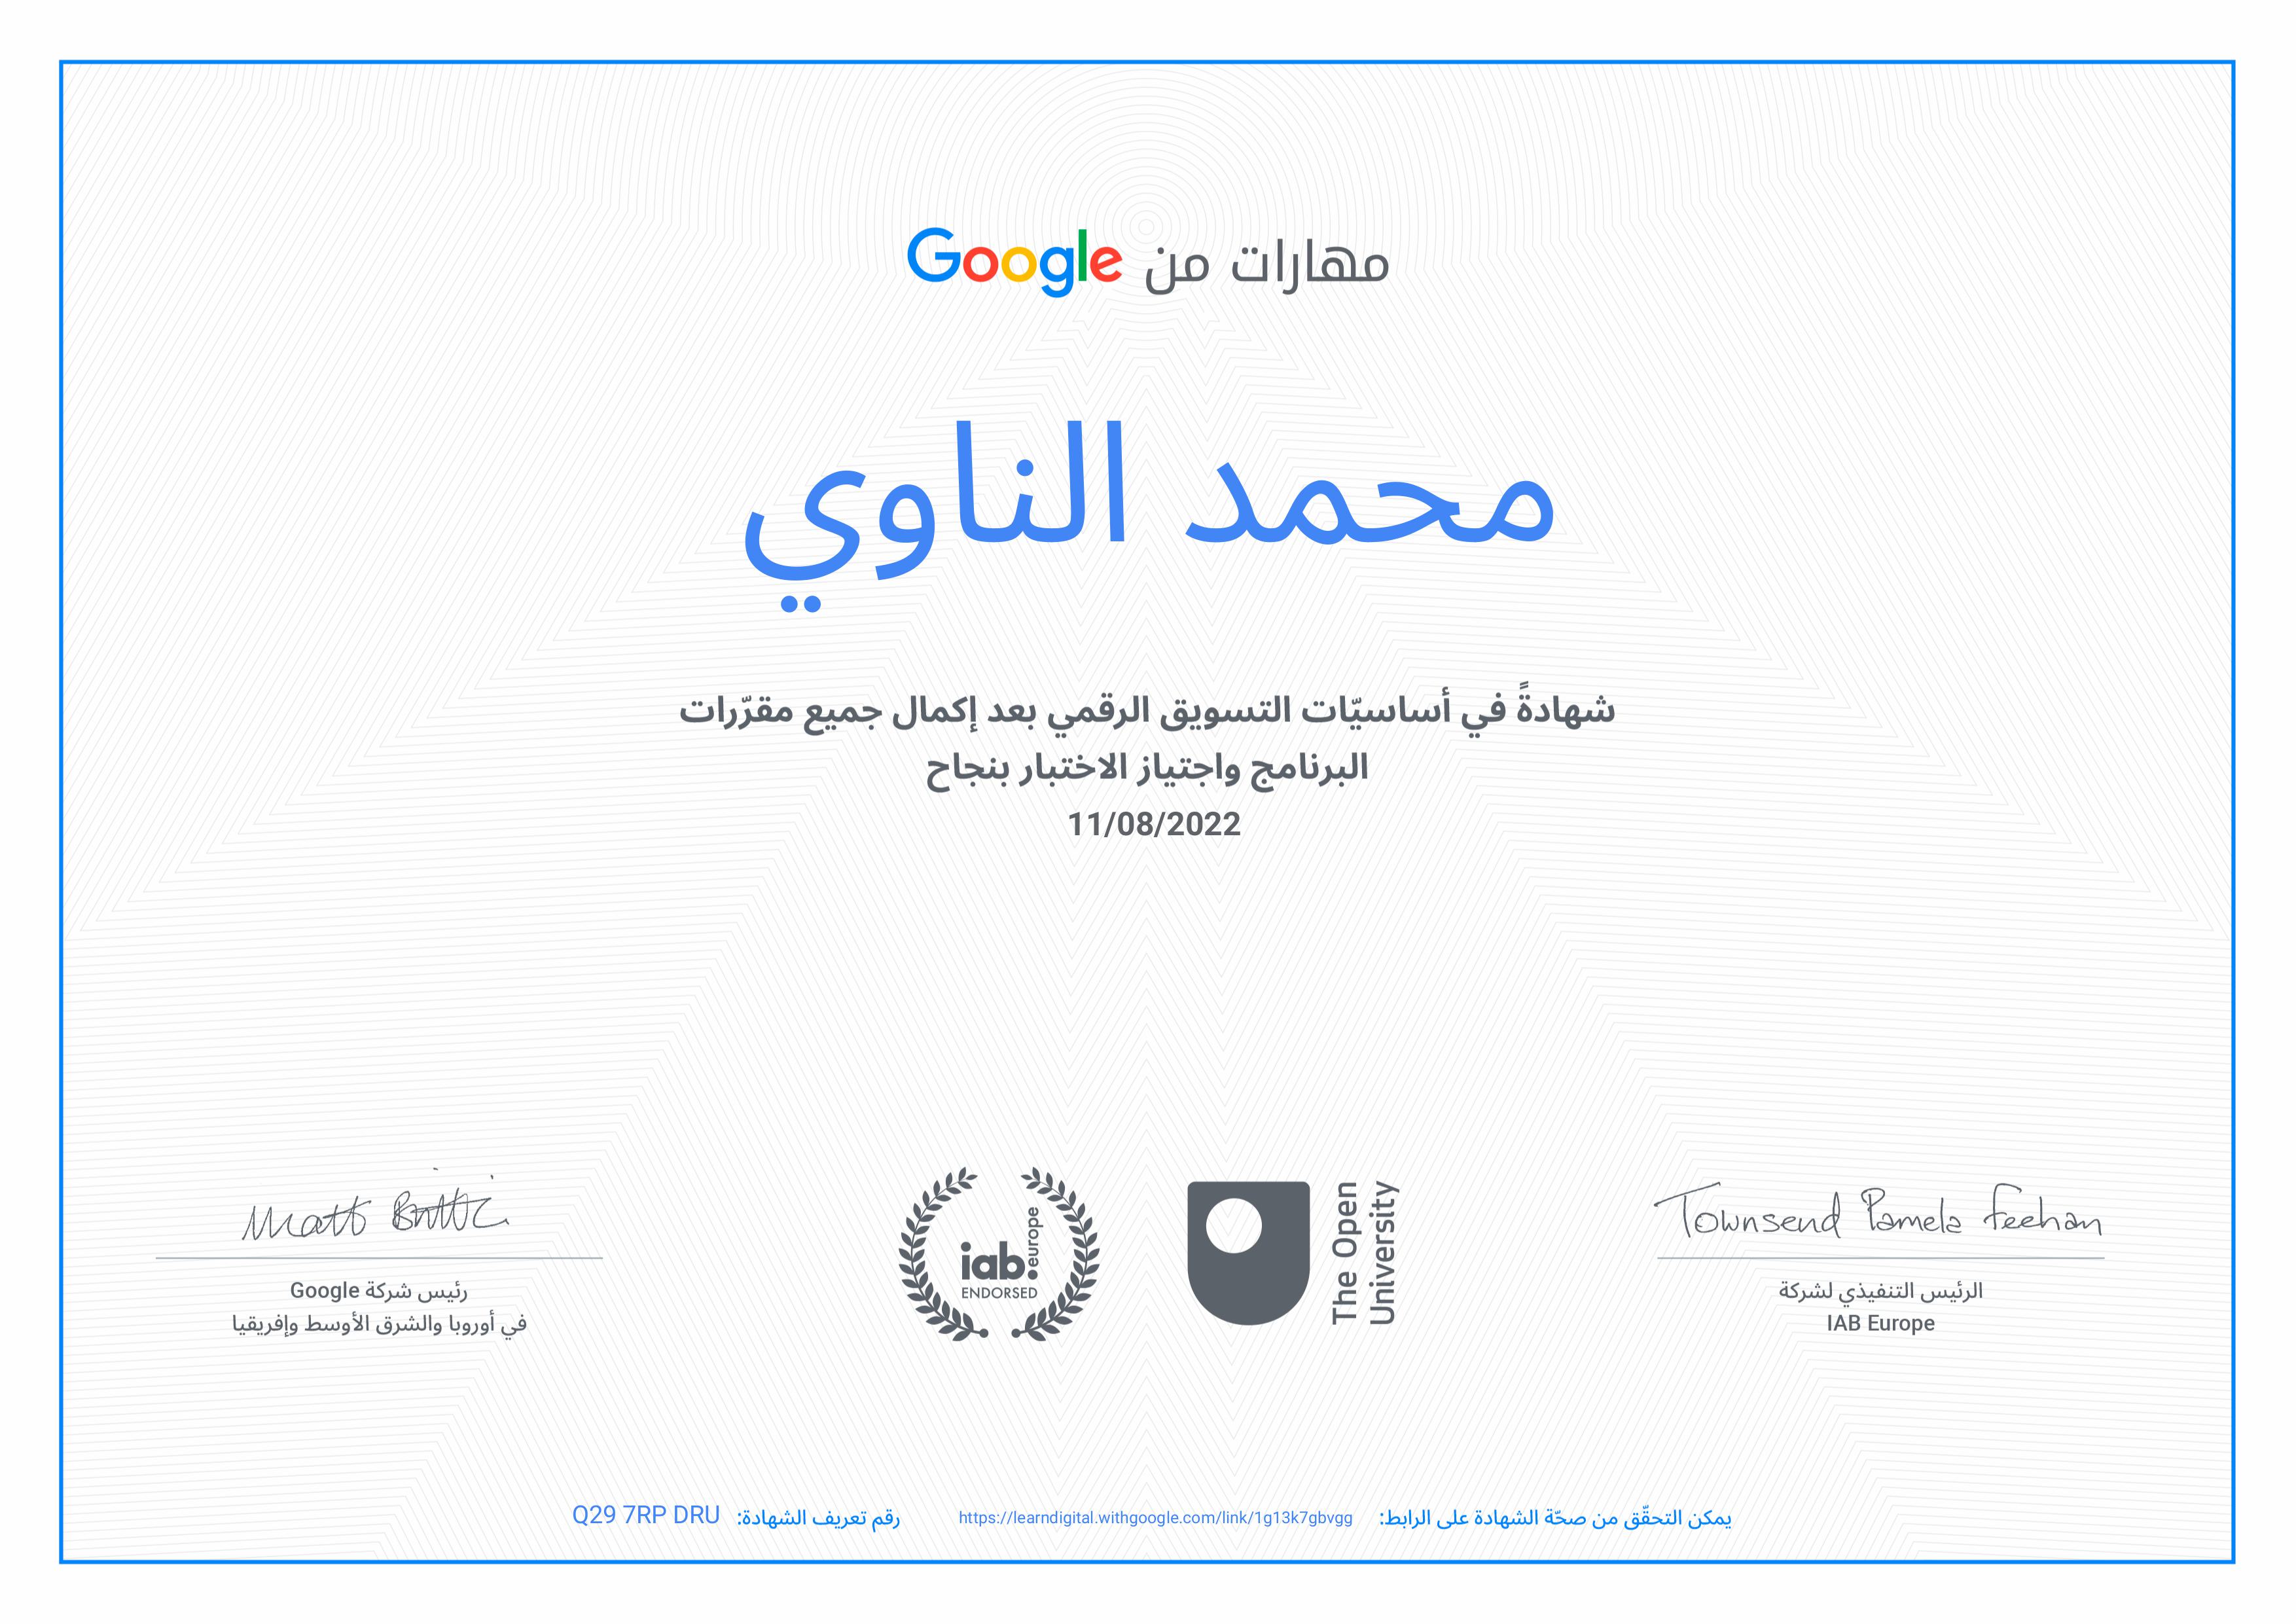 مهارات من Google
محمد الناوي
شهادةً في أساسيّات التسويق الرقمي بعد إكمال جميع مقرّرات
البرنامج واجتياز الاختبار بنجاح
11/08/2022
Townsend Pamela Feehan
الرئيس التنفيذي لشركة
IAB Europe
The Open
University
iab.europe
ENDORSED
Matt Brittin
رئيس شركة Google
في أوروبا والشرق الأوسط وإفريقيا
يمكن التحقّق من صحّة الشهادة على الرابط: https://learndigital.withgoogle.com/link/1g13k7gbvgg
رقم تعريف الشهادة: Q29 7RP DRU